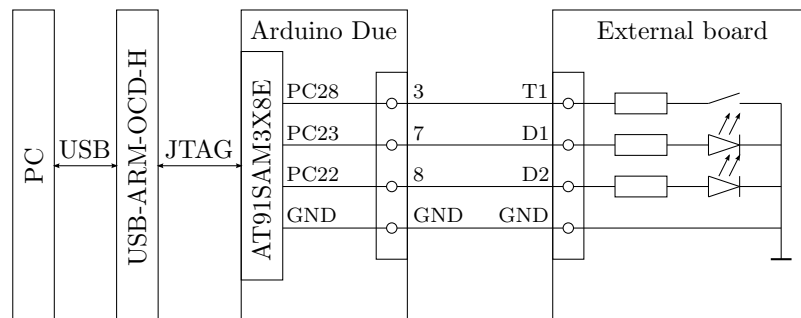 Arduino Due
External board
PC
USB
USB-ARM-OCD-H
JTAG
AT91SAM3X8E
PC28
3
T1
PC23
7
D1
PC22
8
D2
GND
GND
GND